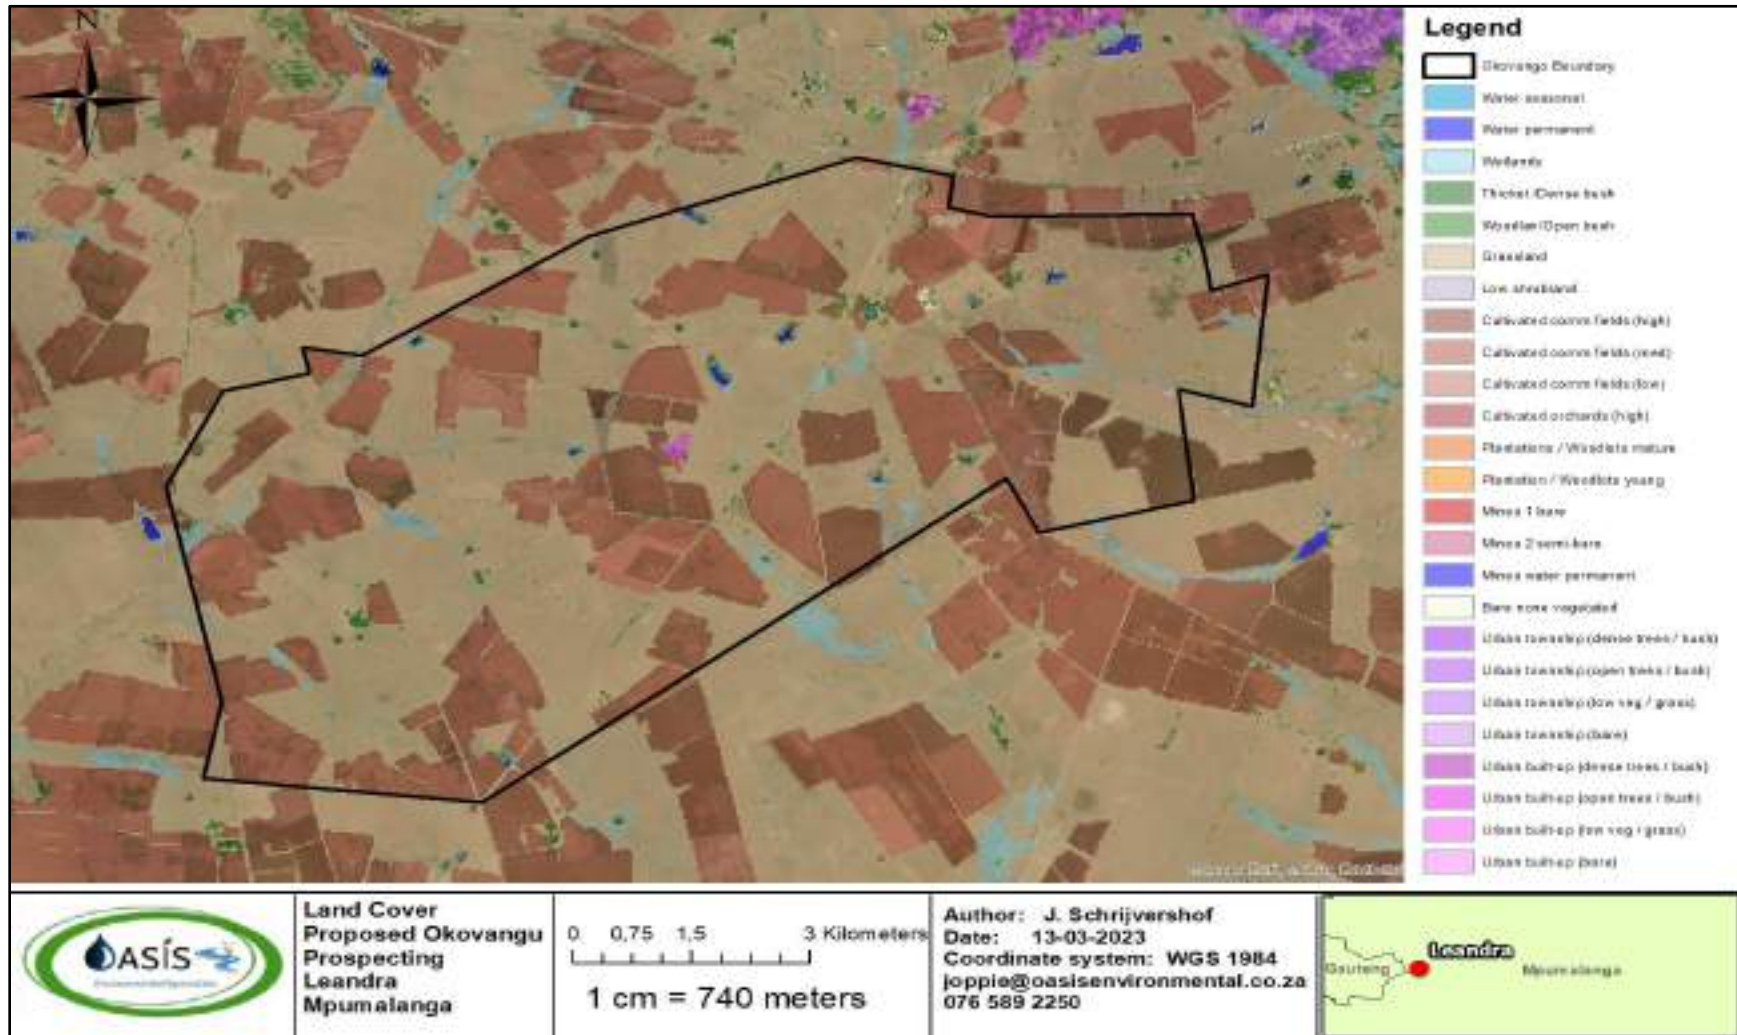 N
Legend
Okovango Boundary
Water seasonal
Water permanent
Wetlands
Thicket /Dense bush
Woodlan/Open bush
Grassland
Low shrubland
Cultivated comm fields (high)
Cultivated comm fields (med)
Cultivated comm fields (low)
Cultivated orchards (high)
Plantations / Woodlots mature
Plantation / Woodlots young
Mines 1 bare
Mines 2 semi-bare
Mines water permanent
Bare none vegetated
Urban township (dense trees / bush)
Urban township (open trees / bush)
Urban township (low veg / grass)
Urban township (bare)
Urban built-up (dense trees / bush)
Urban built-up (open trees / bush)
Urban built-up (low veg / grass)
Urban built-up (bare)
OASÍS
Land Cover
Proposed Okovangu
Prospecting
Leandra
Mpumalanga
0 0,75 1,5 3 Kilometers
1 cm = 740 meters
Author: J. Schrijvershof
Date: 13-03-2023
Coordinate system: WGS 1984
joppie@oasisenvironmental.co.za
076 589 2250
Leandra
Gauteng
Mpumalanga